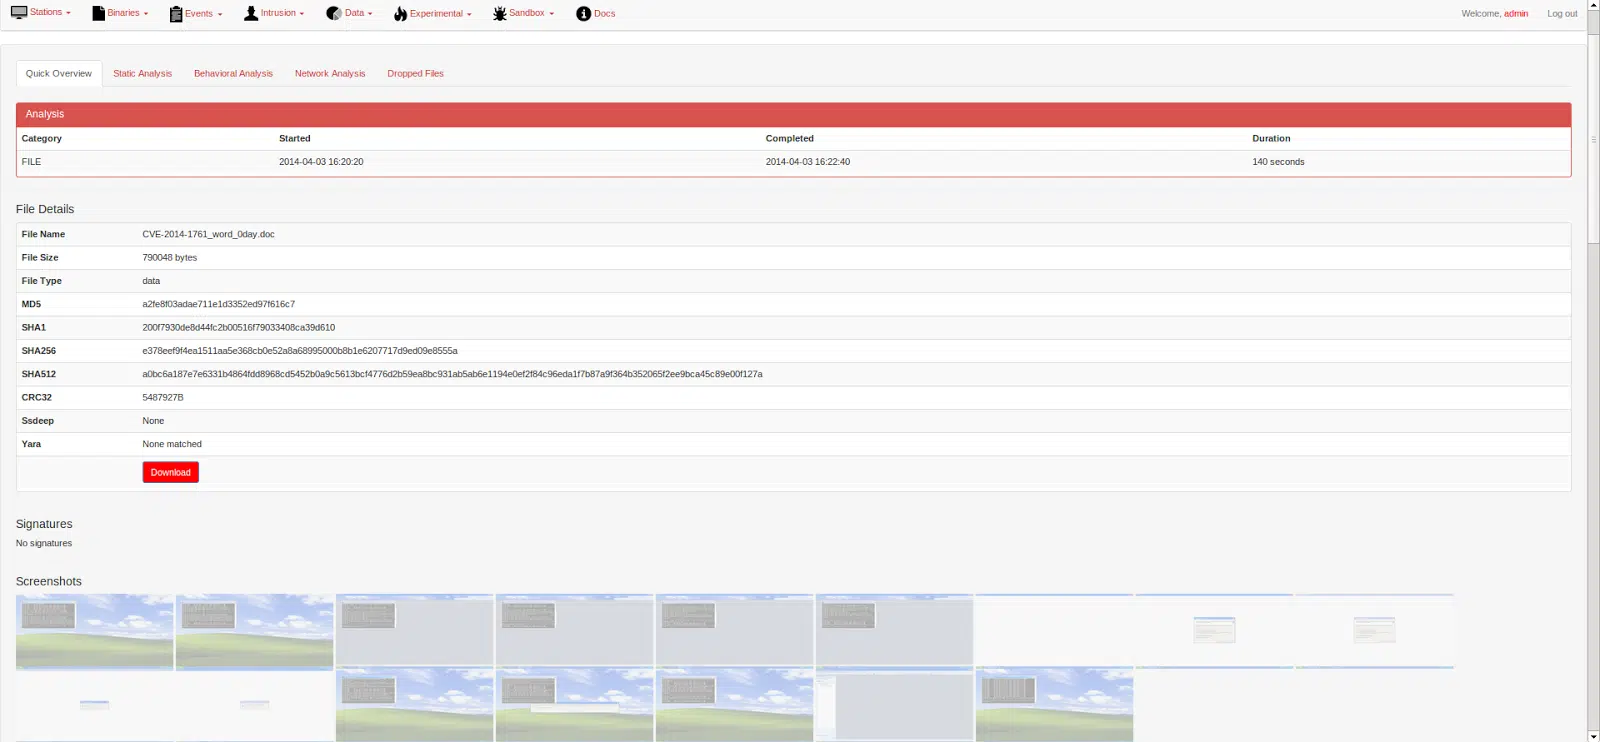 Stations Binaries Events Intrusion Data Experimental Sandbox Docs Welcome, admin Log out
Quick Overview Static Analysis Behavioral Analysis Network Analysis Dropped Files
Analysis
Category Started Completed Duration
FILE 2014-04-03 16:20:20 2014-04-03 16:22:40 140 seconds
File Details
File Name CVE-2014-1761_word_0day.doc
File Size 790048 bytes
File Type data
MD5 a2fe8f03adae711e1d3352ed97f616c7
SHA1 200f7930de8d44fc2b00516f79033408ca39d610
SHA256 e378eef9f4ea1511aa5e368cb0e52a8a68995000b8b1e6207717d9ed09e8555a
SHA512 a0bc6a187e7e6331b4864fdd8968cd5452b0a9c5613bcf4776d2b59ea8bc931ab5ab6e1194e0ef2f84c96eda1f7b87a9f364b352065f2ee9bca45c89e00f127a
CRC32 5487927B
Ssdeep None
Yara None matched
Download
Signatures
No signatures
Screenshots